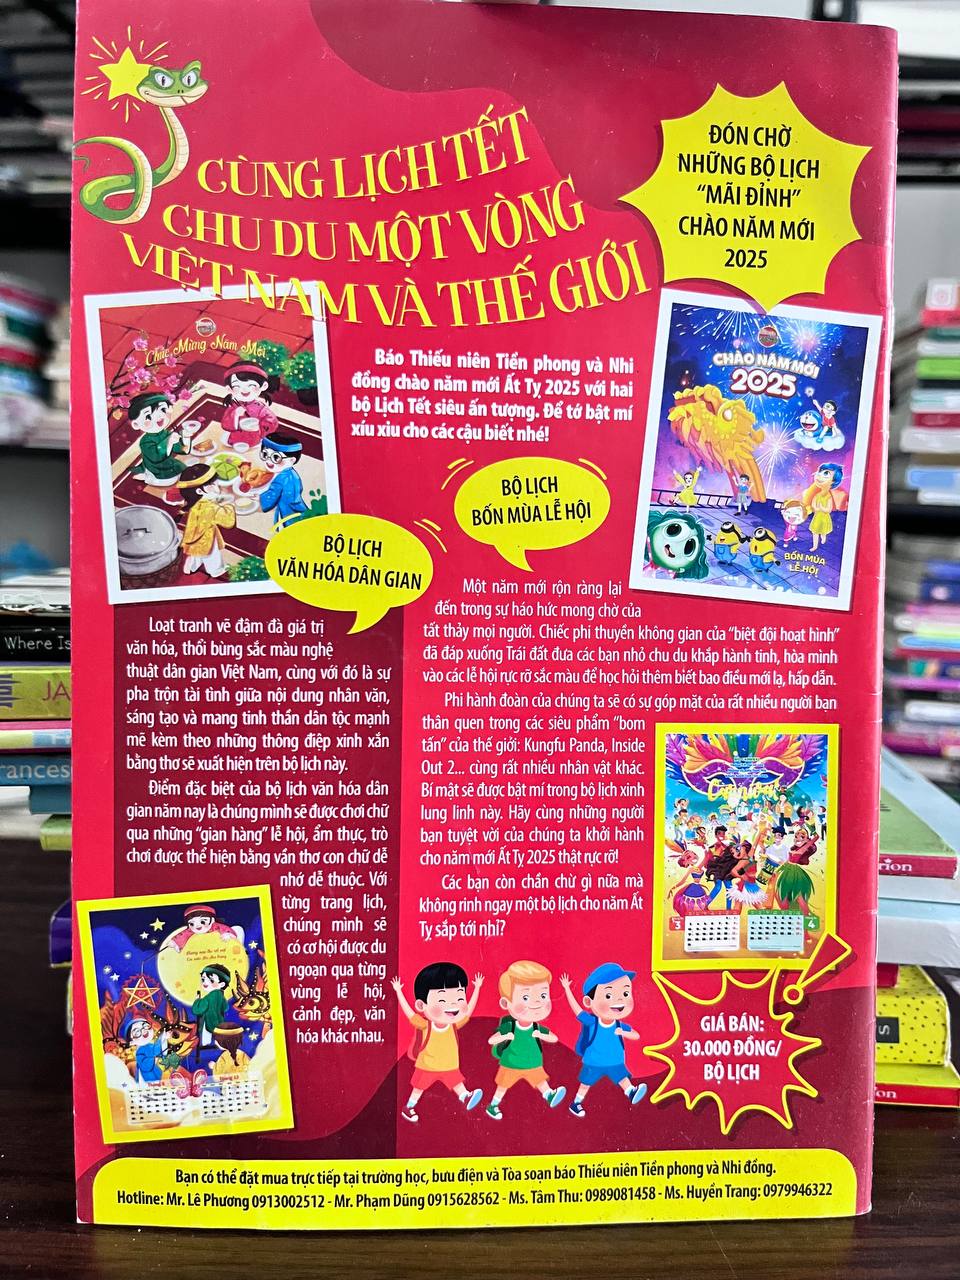 CÙNG LỊCH TẾT
CHU DU MỘT VÒNG
VIỆT NAM VÀ THẾ GIỚI
ĐÓN CHỜ
NHỮNG BỘ LỊCH
“MÃI ĐỈNH”
CHÀO NĂM MỚI
2025
Chúc Mừng Năm Mới
Báo Thiếu niên Tiền phong và Nhi
đồng chào năm mới Ất Tỵ 2025 với hai
bộ Lịch Tết siêu ấn tượng. Để tớ bật mí
xíu xiu cho các cậu biết nhé!
CHÀO NĂM MỚI
2025
BỐN MÙA
LỄ HỘI
BỘ LỊCH
VĂN HÓA DÂN GIAN
Loạt tranh vẽ đậm đà giá trị
văn hóa, thổi bùng sắc màu nghệ
thuật dân gian Việt Nam, cùng với đó là sự
pha trộn tài tình giữa nội dung nhân văn,
sáng tạo và mang tinh thần dân tộc mạnh
mẽ kèm theo những thông điệp xinh xắn
bằng thơ sẽ xuất hiện trên bộ lịch này.
Điểm đặc biệt của bộ lịch văn hóa dân
gian năm nay là chúng mình sẽ được chơi chữ
qua những “gian hàng” lễ hội, ẩm thực, trò
chơi được thể hiện bằng vần thơ con chữ dễ
nhớ dễ thuộc. Với
từng trang lịch,
chúng mình sẽ
có cơ hội được du
ngoạn qua từng
vùng lễ hội,
cảnh đẹp, văn
hóa khác nhau.
BỘ LỊCH
BỐN MÙA LỄ HỘI
Một năm mới rộn ràng lại
đến trong sự háo hức mong chờ của
tất thảy mọi người. Chiếc phi thuyền không gian của “biệt đội hoạt hình”
đã đáp xuống Trái đất đưa các bạn nhỏ chu du khắp hành tinh, hòa mình
vào các lễ hội rực rỡ sắc màu để học hỏi thêm biết bao điều mới lạ, hấp dẫn.
Phi hành đoàn của chúng ta sẽ có sự góp mặt của rất nhiều người bạn
thân quen trong các siêu phẩm “bom
tấn” của thế giới: Kungfu Panda, Inside
Out 2... cùng rất nhiều nhân vật khác.
Bí mật sẽ được bật mí trong bộ lịch xinh
lung linh này. Hãy cùng những người
bạn tuyệt vời của chúng ta khởi hành
cho năm mới Ất Tỵ 2025 thật rực rỡ!
Các bạn còn chần chừ gì nữa mà
không rinh ngay một bộ lịch cho năm Ất
Tỵ sắp tới nhỉ?
Carnival
3
4
GIÁ BÁN:
30.000 ĐỒNG/
BỘ LỊCH
Bạn có thể đặt mua trực tiếp tại trường học, bưu điện và Tòa soạn báo Thiếu niên Tiền phong và Nhi đồng.
Hotline: Mr. Lê Phương 0913002512 - Mr. Phạm Dũng 0915628562 - Ms. Tâm Thu: 0989081458 - Ms. Huyền Trang: 0979946322
Where Is
JA